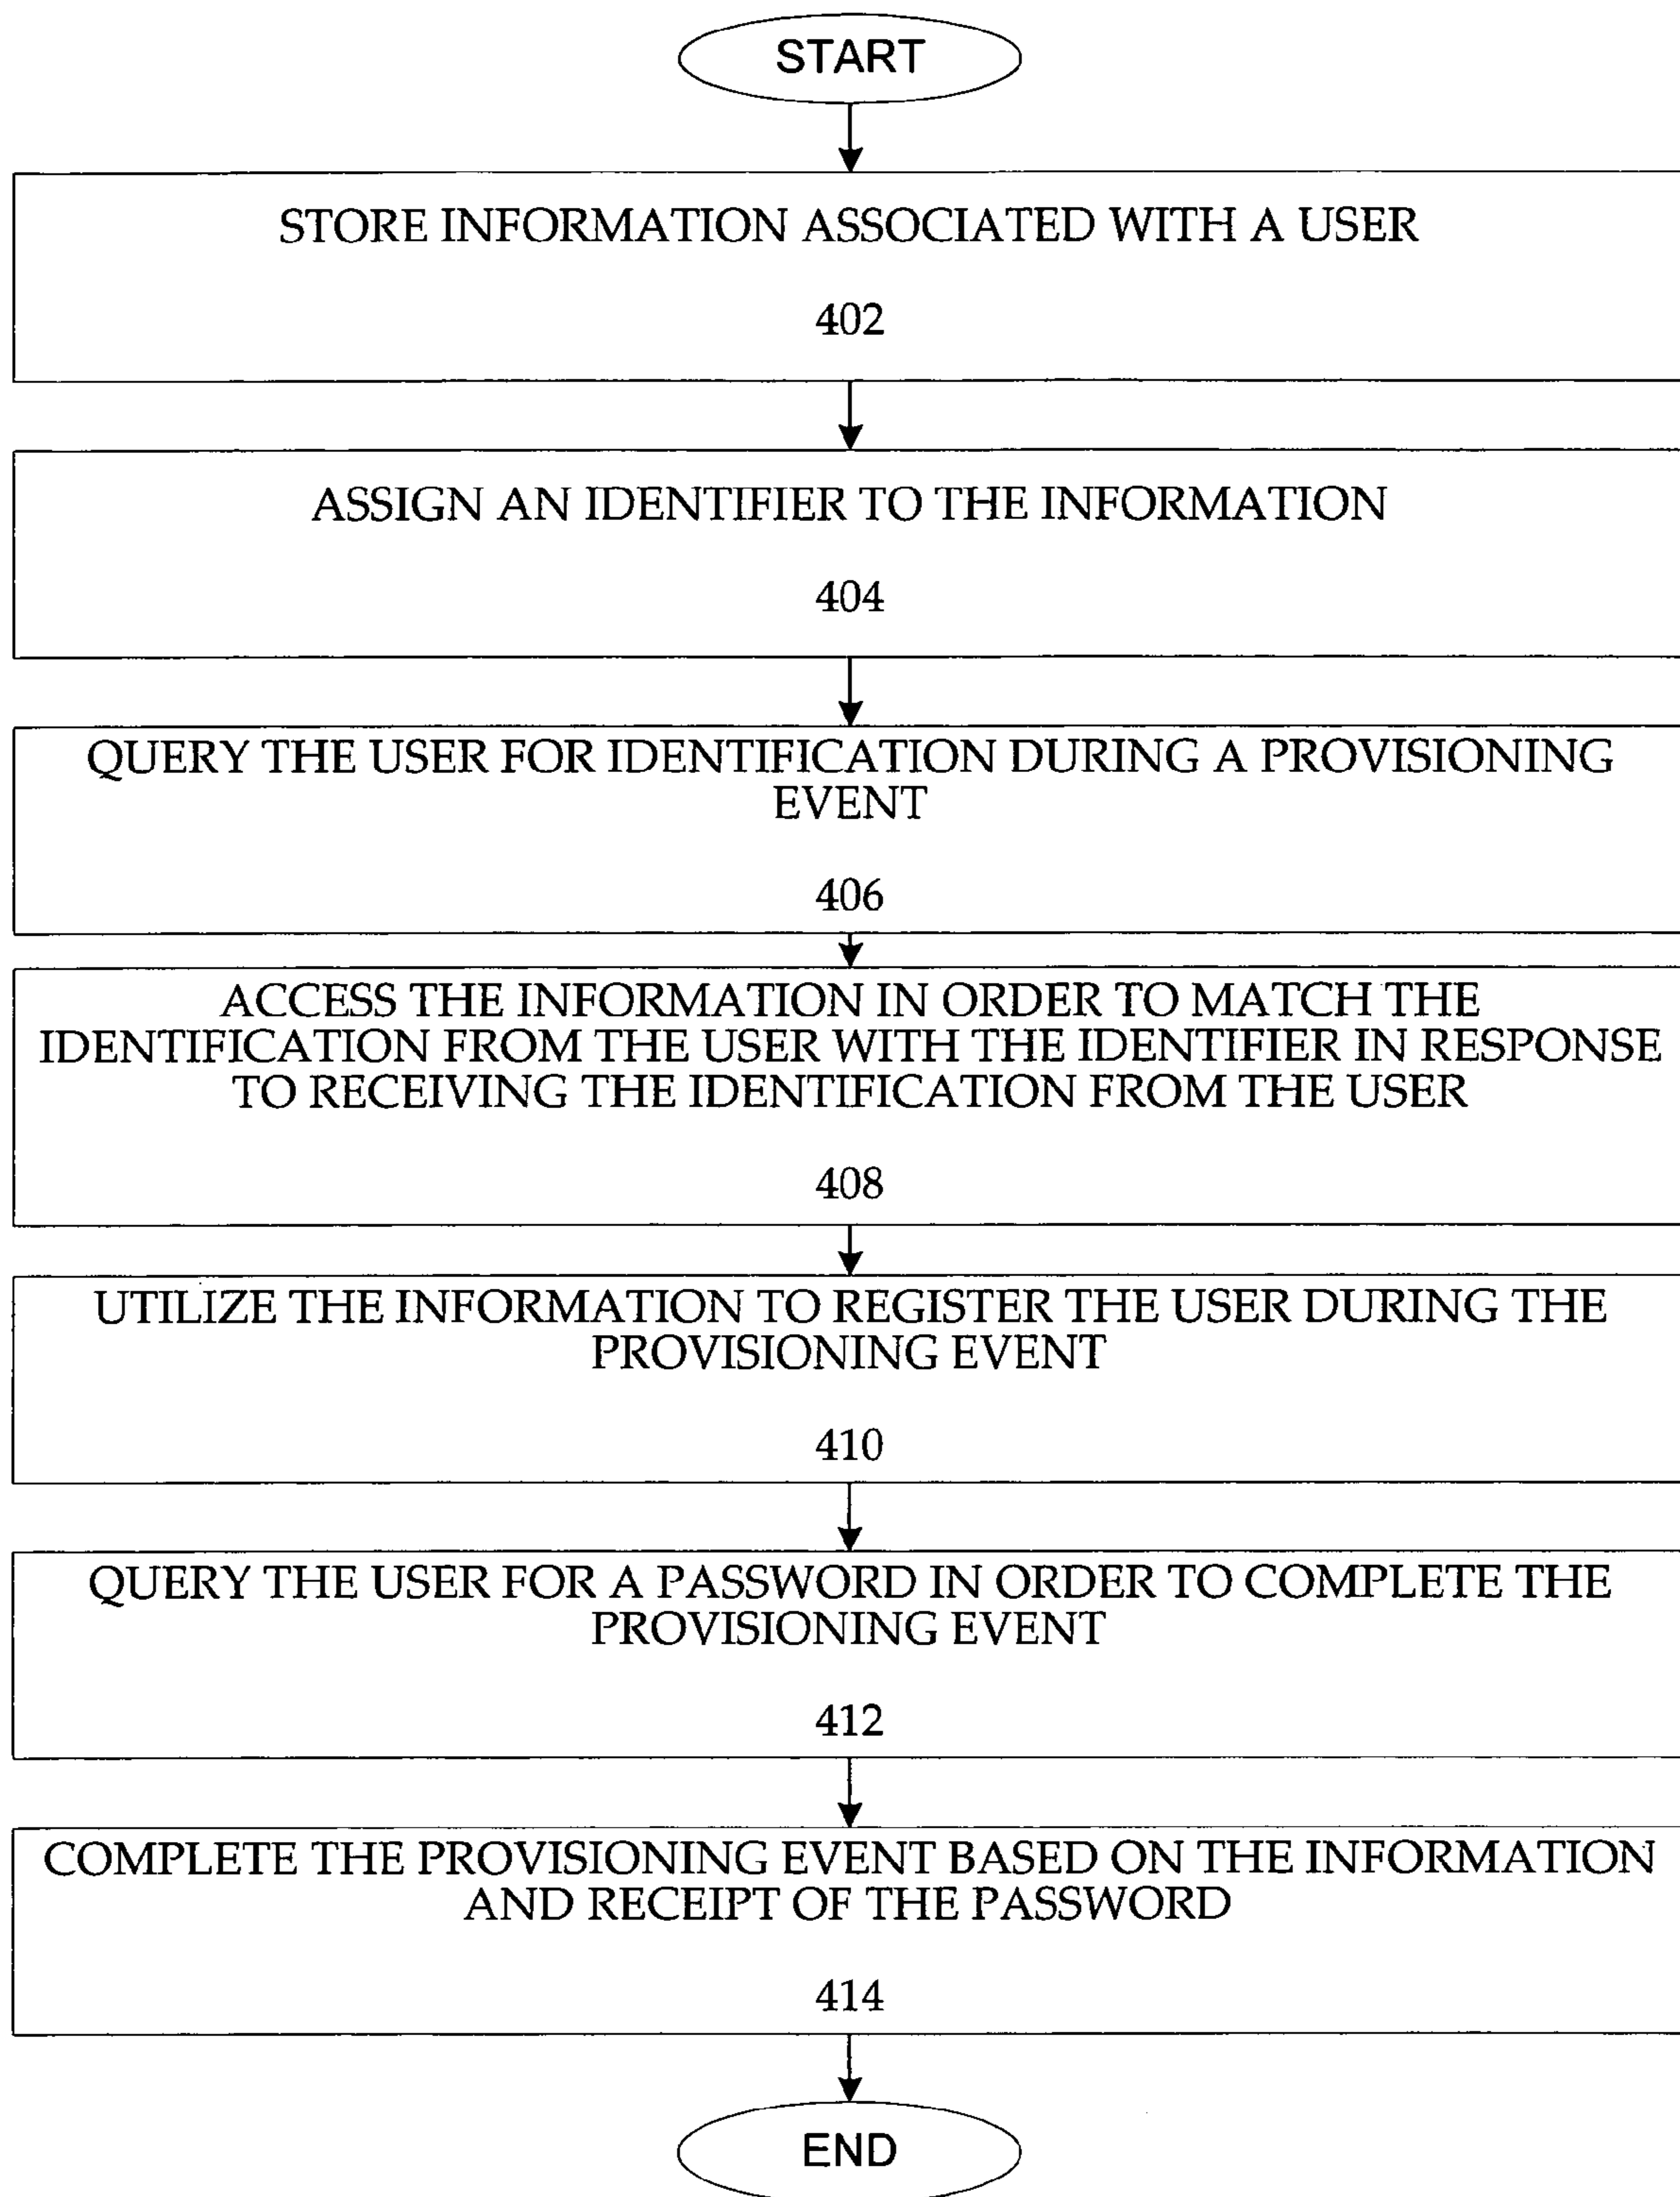 START
STORE INFORMATION ASSOCIATED WITH A USER
402
ASSIGN AN IDENTIFIER TO THE INFORMATION
404
QUERY THE USER FOR IDENTIFICATION DURING A PROVISIONING
EVENT
406
ACCESS THE INFORMATION IN ORDER TO MATCH THE
IDENTIFICATION FROM THE USER WITH THE IDENTIFIER IN RESPONSE
TO RECEIVING THE IDENTIFICATION FROM THE USER
408
UTILIZE THE INFORMATION TO REGISTER THE USER DURING THE
PROVISIONING EVENT
410
QUERY THE USER FOR A PASSWORD IN ORDER TO COMPLETE THE
PROVISIONING EVENT
412
COMPLETE THE PROVISIONING EVENT BASED ON THE INFORMATION
AND RECEIPT OF THE PASSWORD
414
END